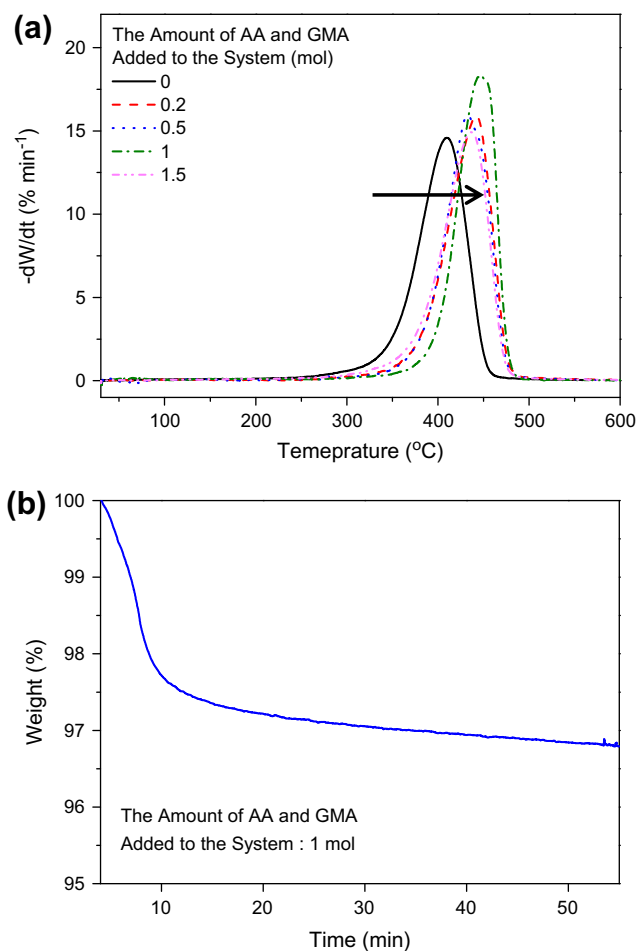 (a)
The Amount of AA and GMA
Added to the System (mol)
0
0.2
0.5
1
1.5
20
15
10
5
0
-dW/dt (% min-1)
100 200 300 400 500 600
Temeprature (oC)
(b)
100
99
98
97
96
95
Weight (%)
The Amount of AA and GMA
Added to the System : 1 mol
10 20 30 40 50
Time (min)